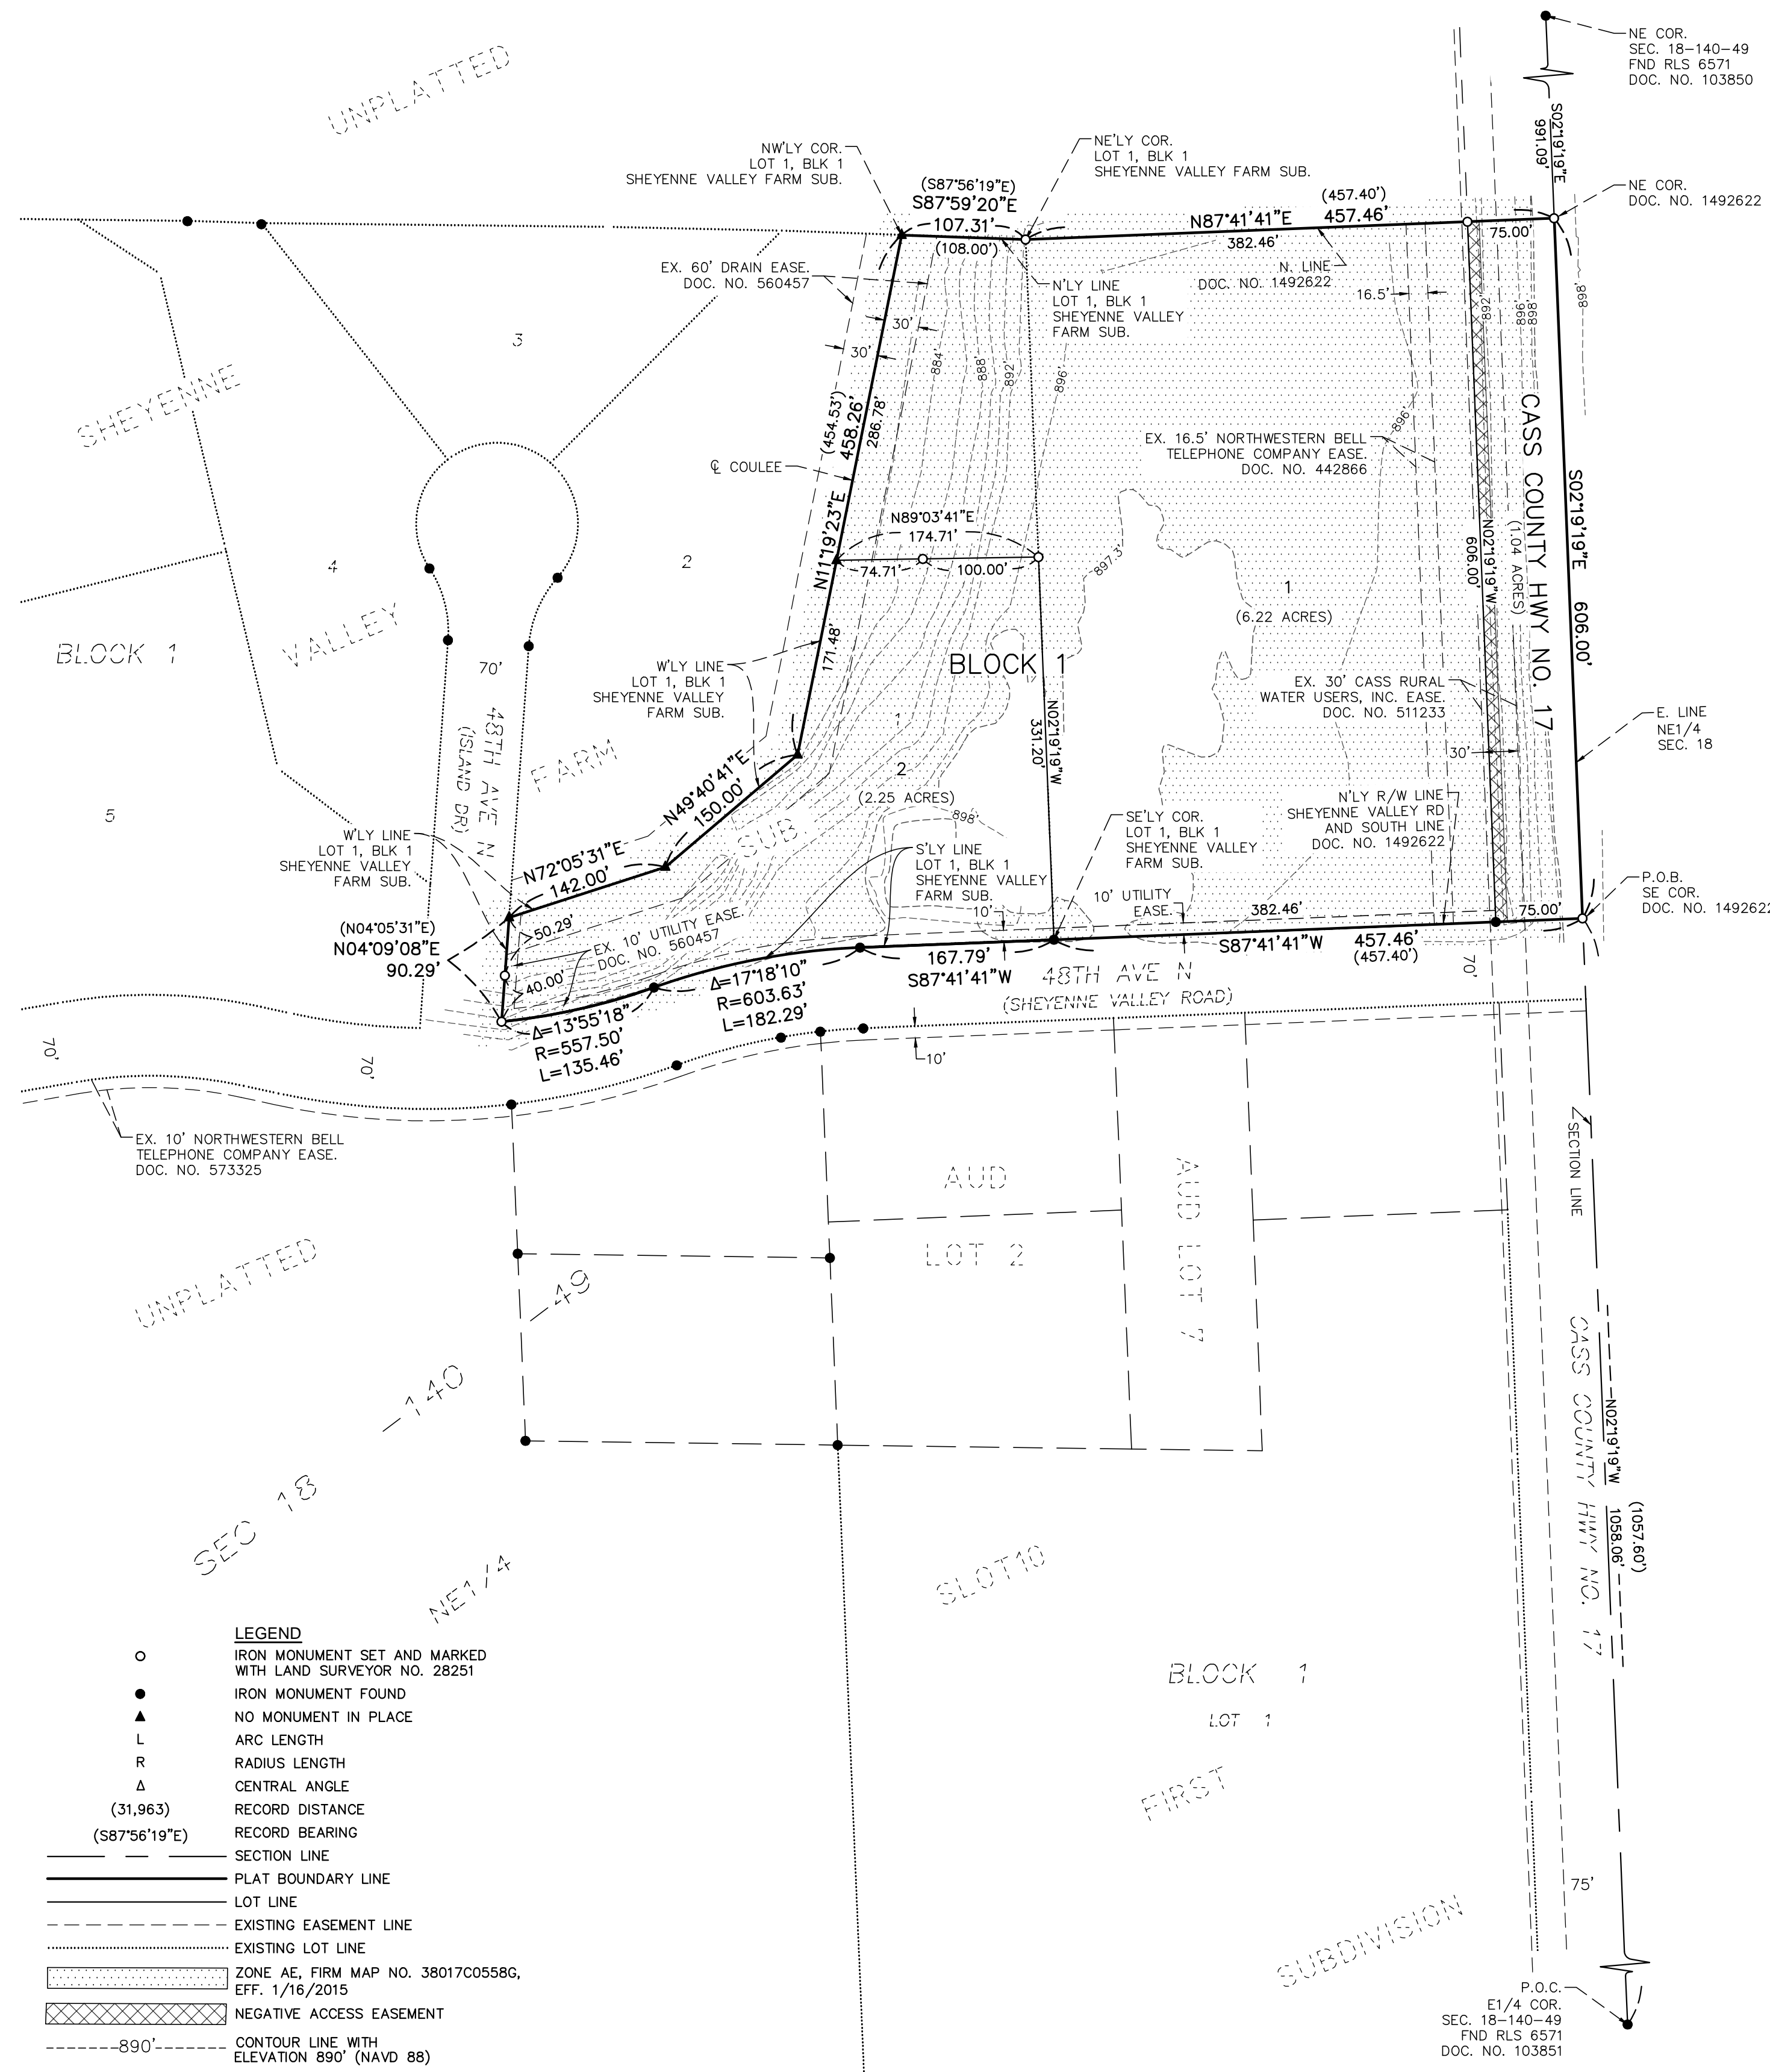 UNPLATTED
NE COR.
SEC. 18-140-49
FND RLS 6571
DOC. NO. 103850
S02°19'19"E
991.09'
NW'LY COR.
LOT 1, BLK 1
SHEYENNE VALLEY FARM SUB.
NE'LY COR.
LOT 1, BLK 1
SHEYENNE VALLEY FARM SUB.
(S87°56'19"E)
S87°59'20"E
107.31'
(108.00')
(457.40')
N87°41'41"E 457.46'
382.46'
75.00'
NE COR.
DOC. NO. 1492622
EX. 60' DRAIN EASE.
DOC. NO. 560457
N'LY LINE
LOT 1, BLK 1
SHEYENNE VALLEY
FARM SUB.
N. LINE
DOC. NO. 1492622
16.5'
892'
896'
898'
898'
30'
30'
884'
888'
892'
896'
896'
3
SHEYENNE
(454.53')
458.26'
286.78'
N11°19'23"E
℄ COULEE
EX. 16.5' NORTHWESTERN BELL
TELEPHONE COMPANY EASE.
DOC. NO. 442866
CASS COUNTY HWY NO. 17
(1.04 ACRES)
N02°19'19"W
606.00'
S02°19'19"E 606.00'
N89°03'41"E
174.71'
74.71'
100.00'
897.3'
4
2
1
(6.22 ACRES)
BLOCK 1
VALLEY
171.48'
BLOCK 1
70'
W'LY LINE
LOT 1, BLK 1
SHEYENNE VALLEY
FARM SUB.
EX. 30' CASS RURAL
WATER USERS, INC. EASE.
DOC. NO. 511233
30'
E. LINE
NE1/4
SEC. 18
48TH AVE N
(ISLAND DR)
FARM
1
2
(2.25 ACRES)
N02°19'19"W
331.20'
N49°40'41"E
150.00'
5
W'LY LINE
LOT 1, BLK 1
SHEYENNE VALLEY
FARM SUB.
SUB.
898'
S'LY LINE
LOT 1, BLK 1
SHEYENNE VALLEY
FARM SUB.
SE'LY COR.
LOT 1, BLK 1
SHEYENNE VALLEY
FARM SUB.
N'LY R/W LINE
SHEYENNE VALLEY RD
AND SOUTH LINE
DOC. NO. 1492622
P.O.B.
SE COR.
DOC. NO. 1492622
N72°05'31"E
142.00'
(N04°05'31"E)
N04°09'08"E
90.29'
50.29'
40.00'
EX. 10' UTILITY EASE.
DOC. NO. 560457
10'
10' UTILITY
EASE.
382.46'
75.00'
S87°41'41"W 457.46'
(457.40')
167.79'
S87°41'41"W
48TH AVE N
(SHEYENNE VALLEY ROAD)
70'
Δ=17°18'10"
R=603.63'
L=182.29'
Δ=13°55'18"
R=557.50'
L=135.46'
10'
70'
70'
EX. 10' NORTHWESTERN BELL
TELEPHONE COMPANY EASE.
DOC. NO. 573325
SECTION LINE
AUD
LOT 2
AUD LOT 7
UNPLATTED
SEC 18 -140 -49
NE1/4
CASS COUNTY HWY NO. 17
N02°19'19"W 1058.06'
(1057.60')
SLOT10
BLOCK 1
LOT 1
FIRST
SUBDIVISION
75'
P.O.C.
E1/4 COR.
SEC. 18-140-49
FND RLS 6571
DOC. NO. 103851
LEGEND
IRON MONUMENT SET AND MARKED
WITH LAND SURVEYOR NO. 28251
IRON MONUMENT FOUND
NO MONUMENT IN PLACE
L ARC LENGTH
R RADIUS LENGTH
Δ CENTRAL ANGLE
(31,963) RECORD DISTANCE
(S87°56'19"E) RECORD BEARING
SECTION LINE
PLAT BOUNDARY LINE
LOT LINE
EXISTING EASEMENT LINE
EXISTING LOT LINE
ZONE AE, FIRM MAP NO. 38017C0558G,
EFF. 1/16/2015
NEGATIVE ACCESS EASEMENT
890' CONTOUR LINE WITH
ELEVATION 890' (NAVD 88)